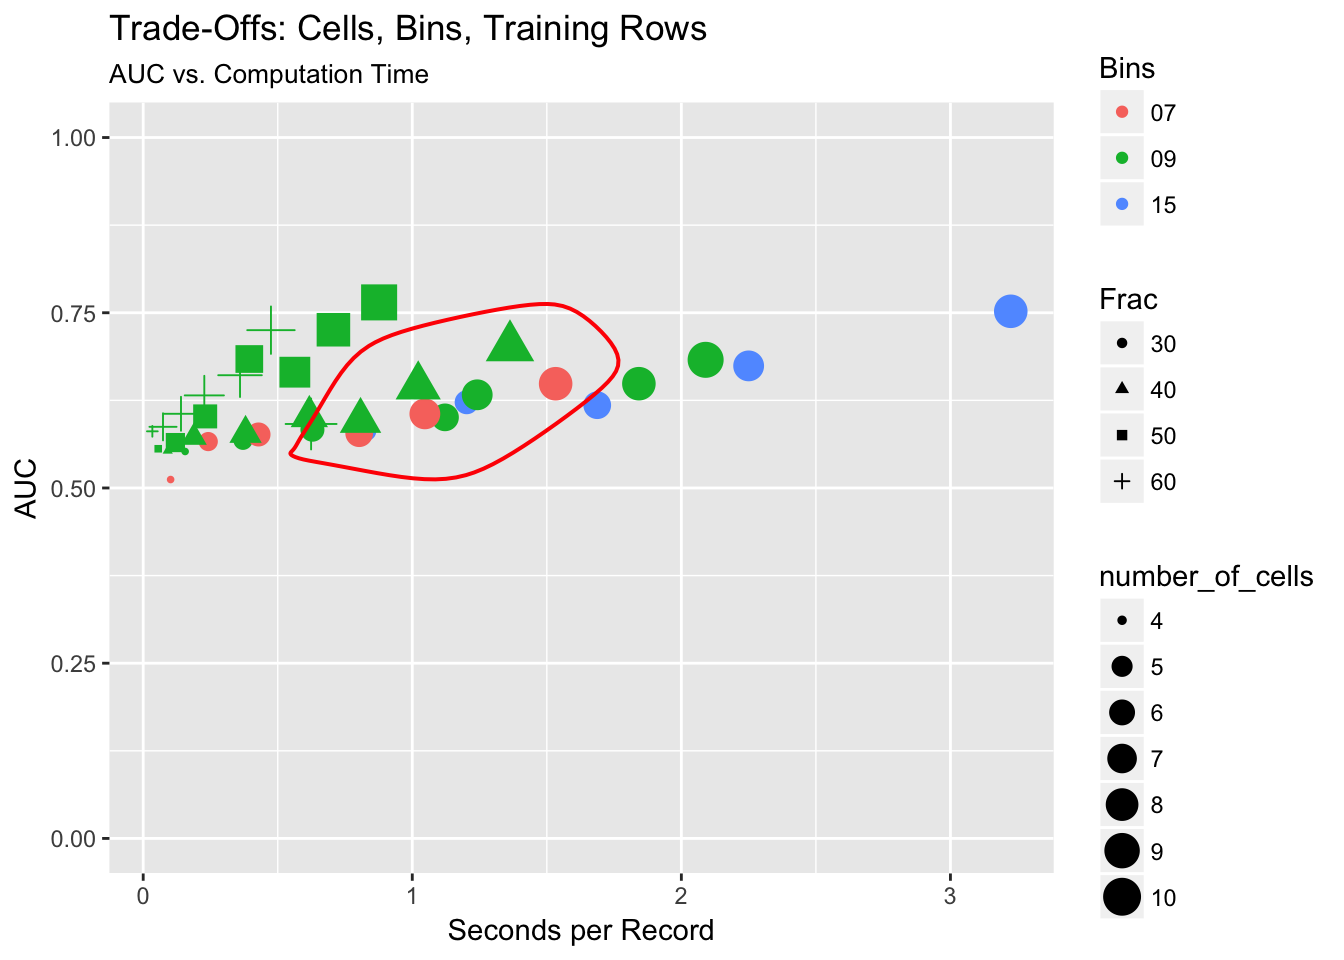 Trade-Offs: Cells, Bins, Training Rows
AUC vs. Computation Time
1.00
0.75
0.50
0.25
0.00
AUC
0 1 2 3
Seconds per Record
Bins
07
09
15
Frac
30
40
50
60
number_of_cells
4
5
6
7
8
9
10